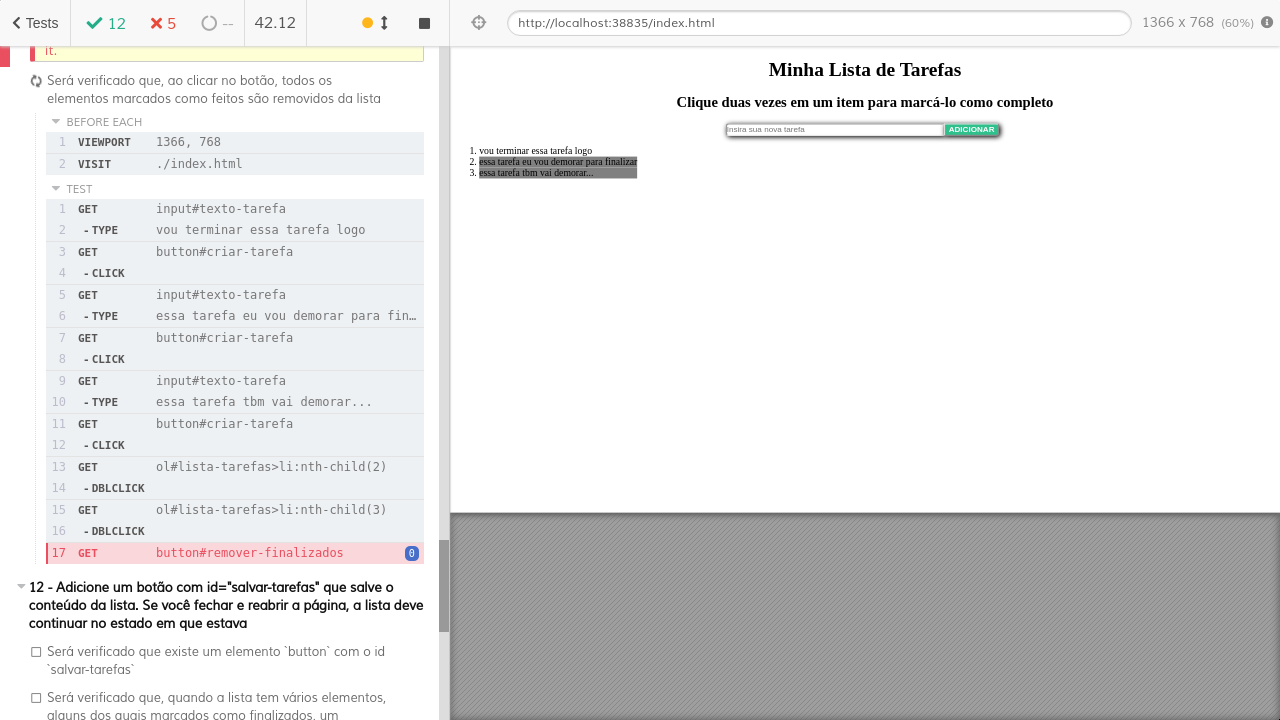 Tests
12
5
--
42.12
http://localhost:38835/index.html
1366 x 768 (60%)
it.
Será verificado que, ao clicar no botão, todos os
elementos marcados como feitos são removidos da lista
BEFORE EACH
1 VIEWPORT 1366, 768
2 VISIT ./index.html
TEST
1 GET input#texto-tarefa
2 -TYPE vou terminar essa tarefa logo
3 GET button#criar-tarefa
4 -CLICK
5 GET input#texto-tarefa
6 -TYPE essa tarefa eu vou demorar para fin…
7 GET button#criar-tarefa
8 -CLICK
9 GET input#texto-tarefa
10 -TYPE essa tarefa tbm vai demorar...
11 GET button#criar-tarefa
12 -CLICK
13 GET ol#lista-tarefas>li:nth-child(2)
14 -DBLCLICK
15 GET ol#lista-tarefas>li:nth-child(3)
16 -DBLCLICK
17 GET button#remover-finalizados 0
12 - Adicione um botão com id="salvar-tarefas" que salve o
conteúdo da lista. Se você fechar e reabrir a página, a lista deve
continuar no estado em que estava
Será verificado que existe um elemento `button` com o id
`salvar-tarefas`
Será verificado que, quando a lista tem vários elementos,
alguns dos quais marcados como finalizados, um
Minha Lista de Tarefas
Clique duas vezes em um item para marcá-lo como completo
Insira sua nova tarefa ADICIONAR
1. vou terminar essa tarefa logo
2. essa tarefa eu vou demorar para finalizar
3. essa tarefa tbm vai demorar...